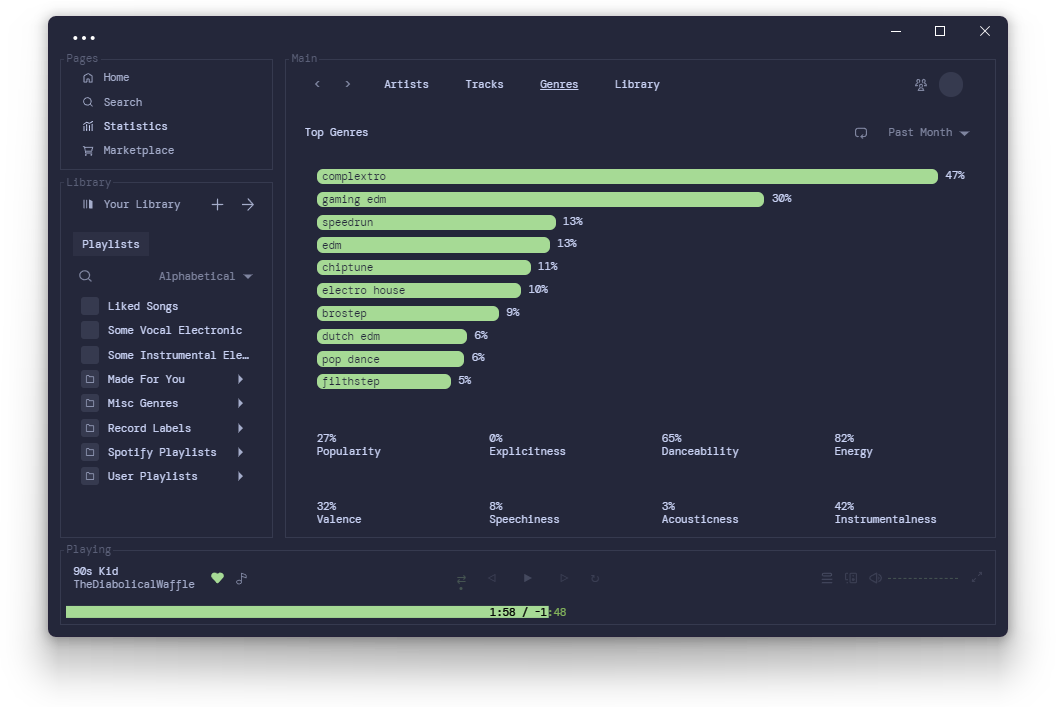 Pages
Home
Search
Statistics
Marketplace
Library
Your Library
Playlists
Alphabetical
Liked Songs
Some Vocal Electronic
Some Instrumental Ele…
Made For You
Misc Genres
Record Labels
Spotify Playlists
User Playlists
Main
Artists Tracks Genres Library
Top Genres
Past Month
complextro 47%
gaming edm 30%
speedrun 13%
edm 13%
chiptune 11%
electro house 10%
brostep 9%
dutch edm 6%
pop dance 6%
filthstep 5%
27% 0% 65% 82%
Popularity Explicitness Danceability Energy
32% 8% 3% 42%
Valence Speechiness Acousticness Instrumentalness
Playing
90s Kid
TheDiabolicalWaffle
1:58 / -1:48